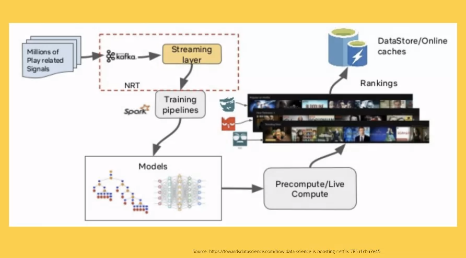 Millions of
Play related
Signals
kafka
Streaming
layer
NRT
DataStore/Online
caches
Rankings
Spark
Training
pipelines
Models
Precompute/Live
Compute